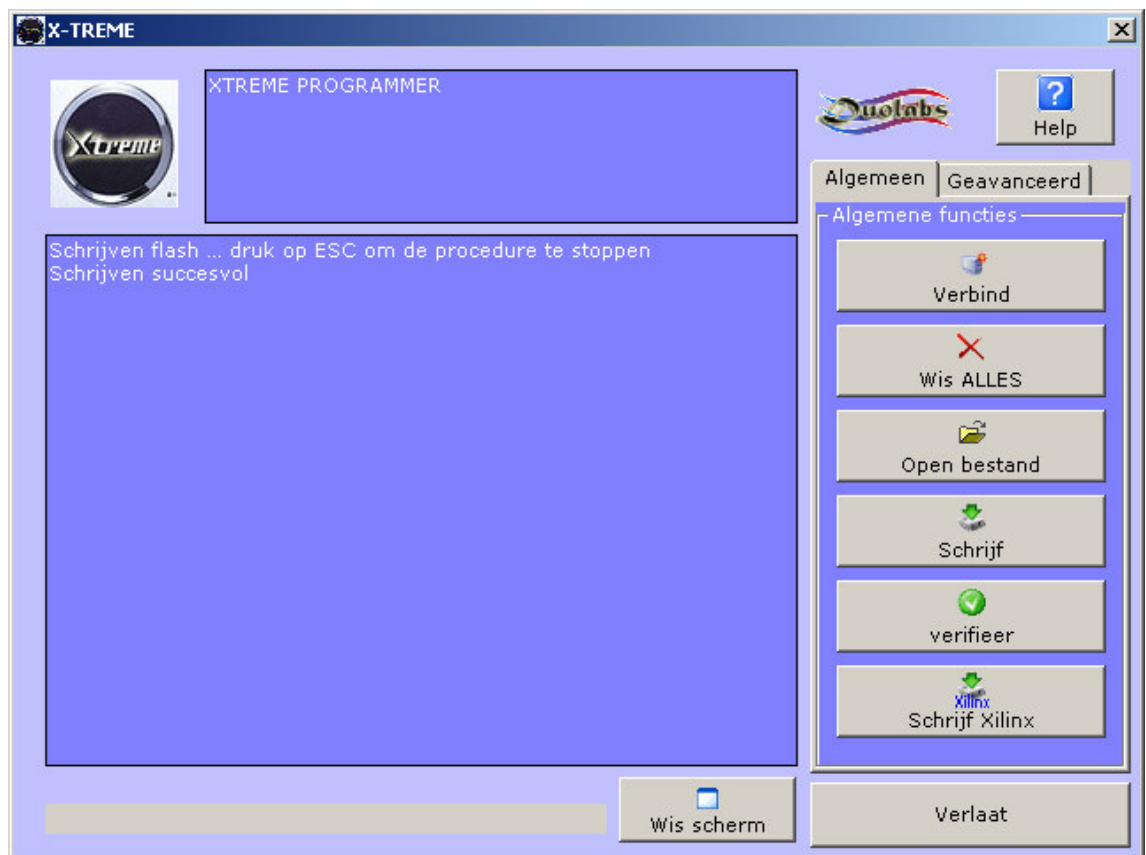 X-TREME
Xtreme
XTREME PROGRAMMER
Duolabs
Help
Schrijven flash ... druk op ESC om de procedure te stoppen
Schrijven succesvol
Algemeen
Geavanceerd
Algemene functies
Verbind
Wis ALLES
Open bestand
Schrijf
verifieer
Xilinx
Schrijf Xilinx
Wis scherm
Verlaat